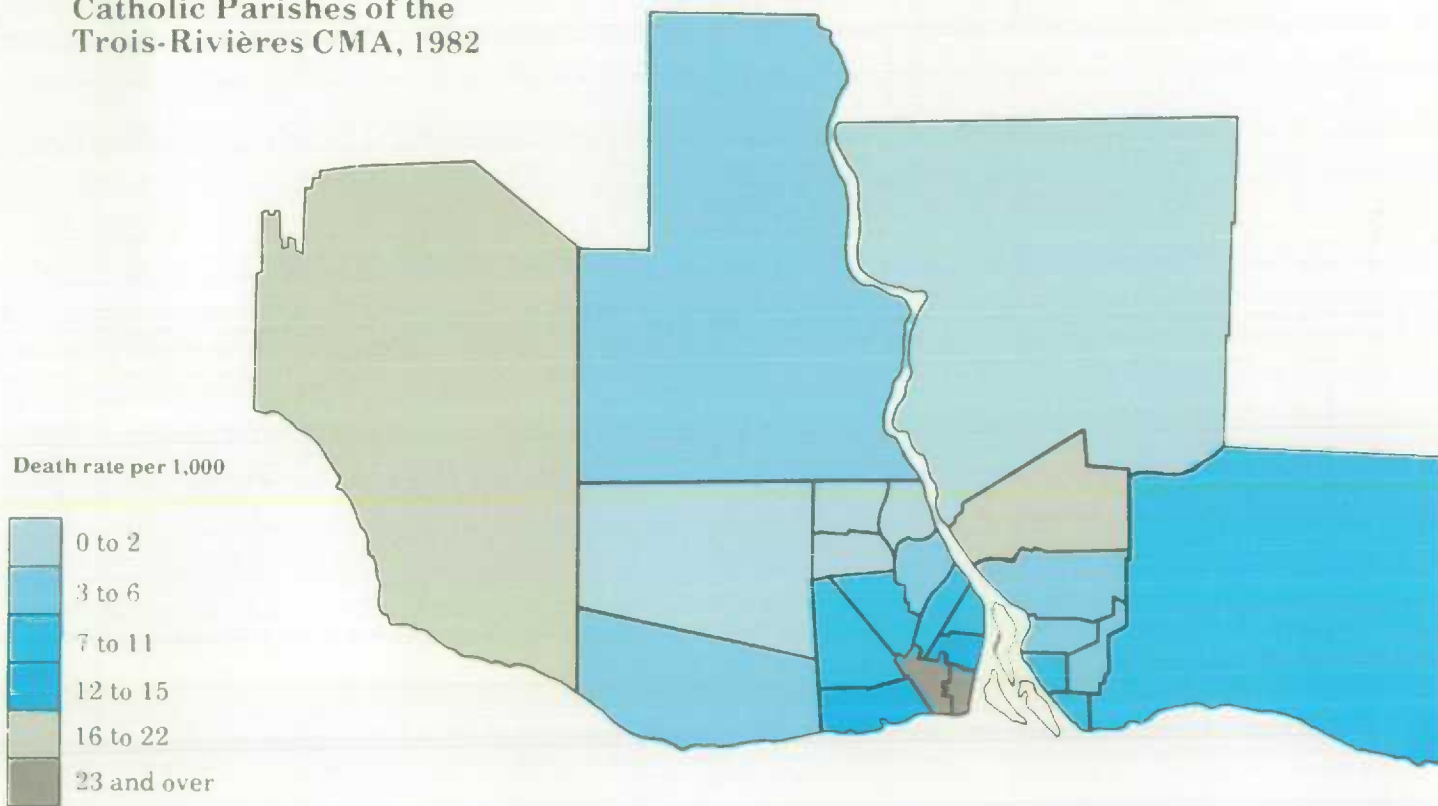 Catholic Parishes of the
Trois-Rivières CMA, 1982
Death rate per 1,000
0 to 2
3 to 6
7 to 11
12 to 15
16 to 22
23 and over